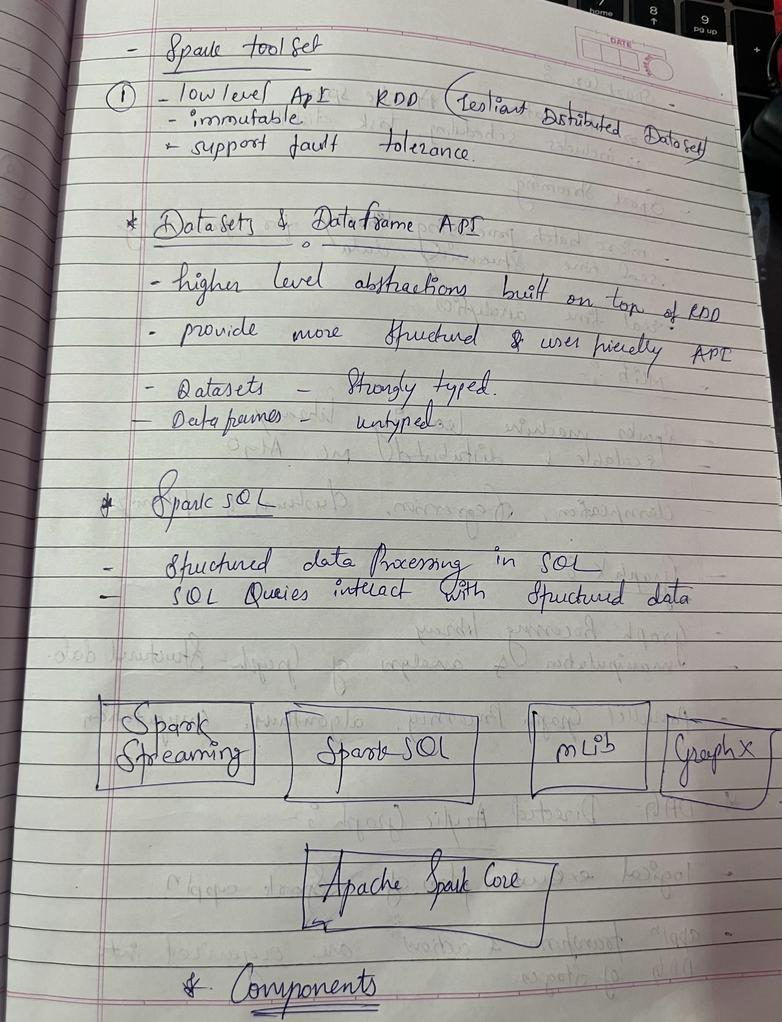 7 home
8 ↑
9 pg up
+
DATE
- Spark toolset
① - low level API RDD (Resiliant Distributed Dataset)
- immutable
- support fault tolerance.
* Datasets & Dataframe API
- higher level abstractions built on top of RDD
- provide more structured & user friendly API
- Datasets - Strongly typed.
- Dataframes - untyped
* Spark SQL
- Structured data Processing in SQL
- SQL Queries interact with structured data
Spark Streaming
Spark SQL
MLib
GraphX
Apache Spark Core
* Components